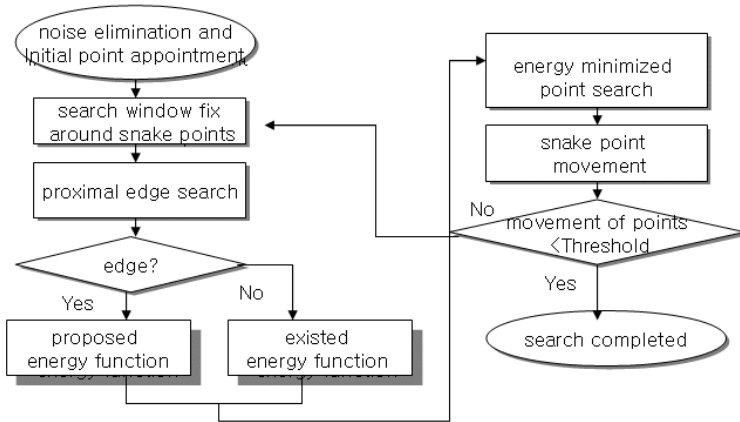 noise elimination and
initial point appointment
search window fix
around snake points
proximal edge search
edge?
Yes
No
proposed
energy function
existed
energy function
energy minimized
point search
snake point
movement
No
movement of points
<Threshold
Yes
search completed